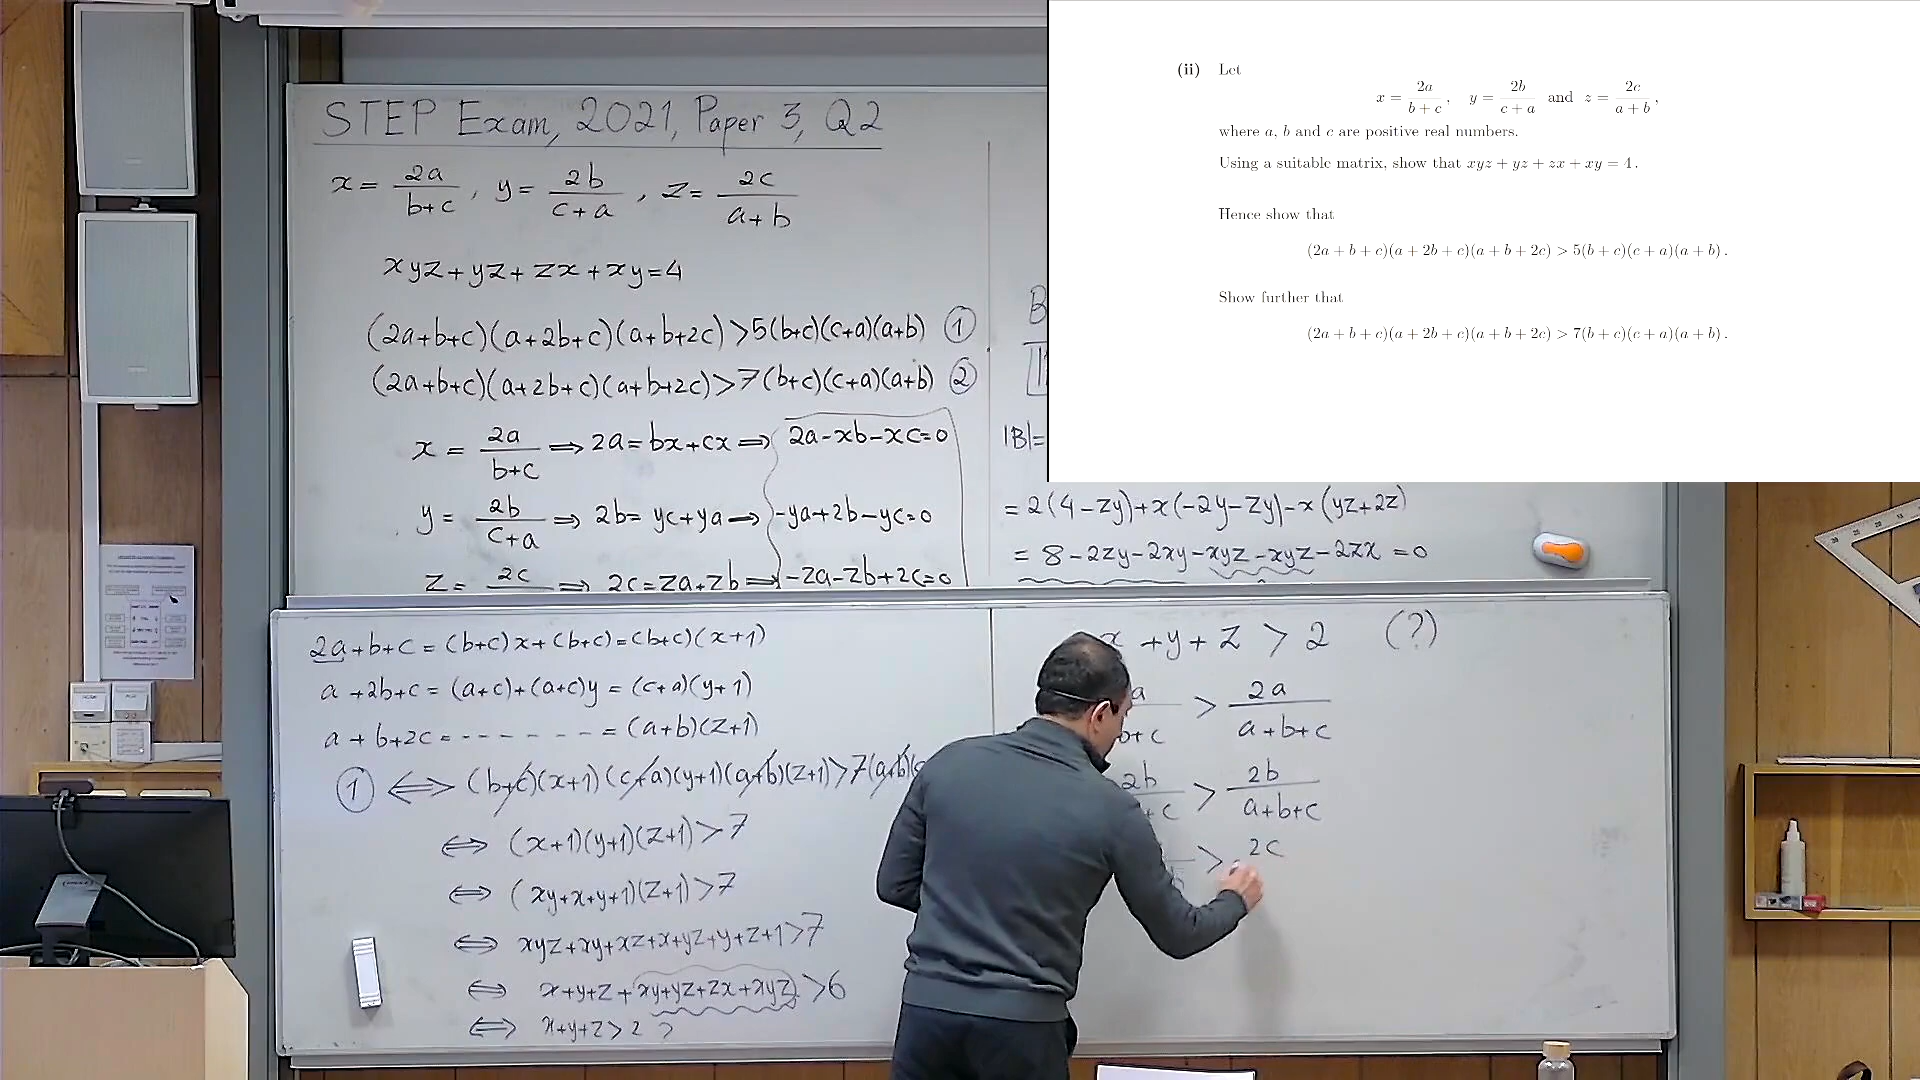 (ii) Let
x = 2a/(b + c), y = 2b/(c + a) and z = 2c/(a + b),
where a, b and c are positive real numbers.
Using a suitable matrix, show that xyz + yz + zx + xy = 4.
Hence show that
(2a + b + c)(a + 2b + c)(a + b + 2c) > 5(b + c)(c + a)(a + b).
Show further that
(2a + b + c)(a + 2b + c)(a + b + 2c) > 7(b + c)(c + a)(a + b).
STEP Exam, 2021, Paper 3, Q2
x = 2a/(b+c), y = 2b/(c+a), z = 2c/(a+b)
xyz + yz + zx + xy = 4
(2a+b+c)(a+2b+c)(a+b+2c) > 5(b+c)(c+a)(a+b) ①
(2a+b+c)(a+2b+c)(a+b+2c) > 7(b+c)(c+a)(a+b) ②
x = 2a/(b+c) ⟹ 2a = bx + cx ⟹ 2a - xb - xc = 0
y = 2b/(c+a) ⟹ 2b = yc + ya ⟹ -ya + 2b - yc = 0
z = 2c ⟹ 2c = za + zb ⟹ -za - zb + 2c = 0
|B| =
= 2(4 - zy) + x(-2y - zy) - x(yz + 2z)
= 8 - 2zy - 2xy - xyz - xyz - 2zx = 0
2a + b + c = (b+c)x + (b+c) = (b+c)(x+1)
a + 2b + c = (a+c) + (a+c)y = (c+a)(y+1)
a + b + 2c = - - - - - - = (a+b)(z+1)
① ⟺ (b+c)(x+1)(c+a)(y+1)(a+b)(z+1) > 7(a+b)(
⟺ (x+1)(y+1)(z+1) > 7
⟺ (xy+x+y+1)(z+1) > 7
⟺ xyz+xy+xz+x+yz+y+z+1 > 7
⟺ x+y+z+xy+yz+zx+xyz > 6
⟺ x+y+z > 2 ?
x + y + z > 2 (?)
a/b+c > 2a/(a+b+c)
2b/+c > 2b/(a+b+c)
> 2c